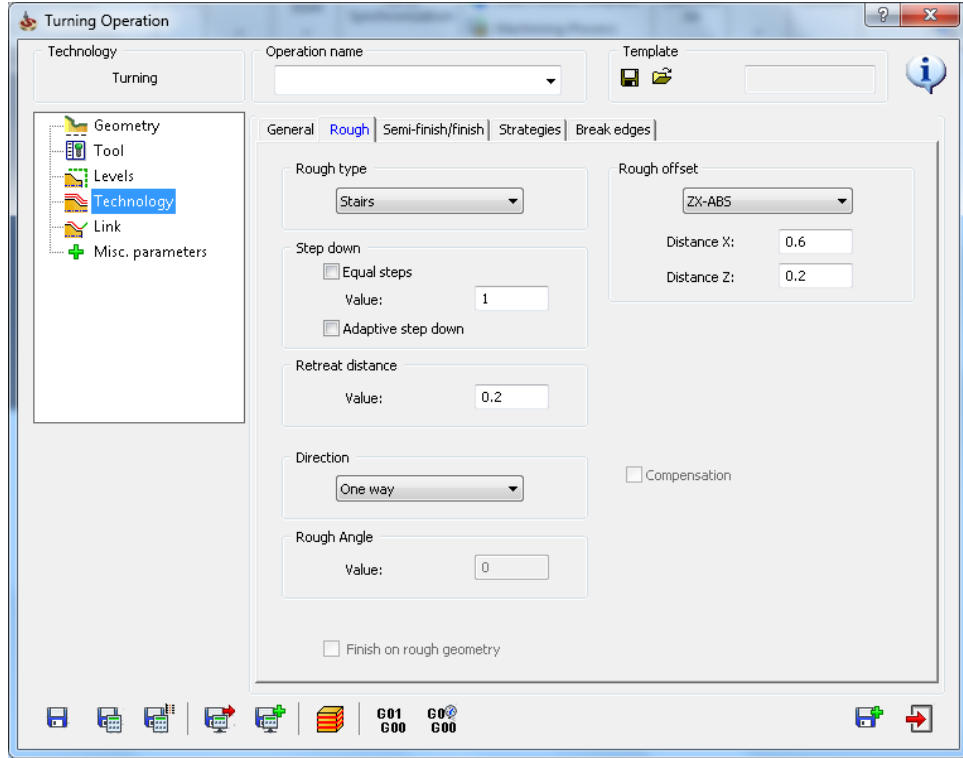 Turning Operation
Technology
Turning
Operation name
Template
Geometry
Tool
Levels
Technology
Link
Misc. parameters
General Rough Semi-finish/finish Strategies Break edges
Rough type
Stairs
Step down
Equal steps
Value: 1
Adaptive step down
Retreat distance
Value: 0.2
Direction
One way
Rough Angle
Value: 0
Finish on rough geometry
Rough offset
ZX-ABS
Distance X: 0.6
Distance Z: 0.2
Compensation
G01
G00
G00